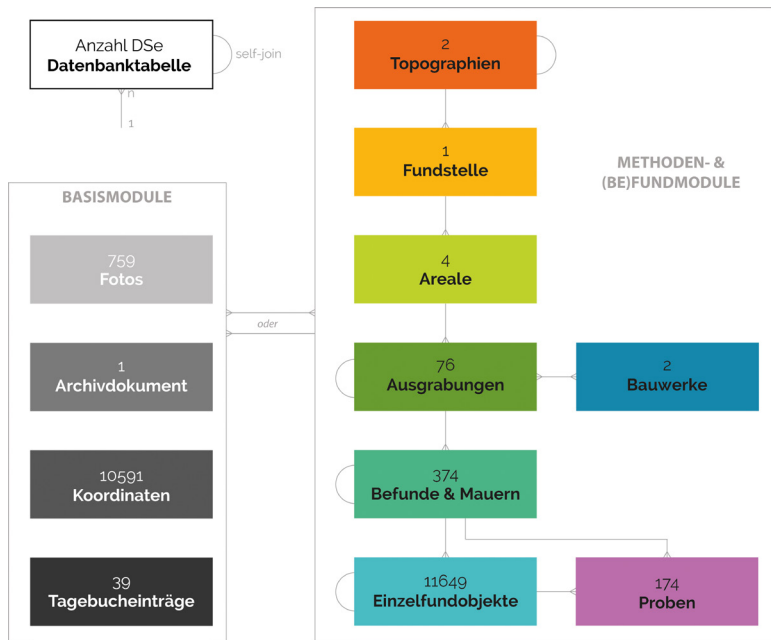 Anzahl DSe
Datenbanktabelle
self-join
n
1
BASISMODULE
759
Fotos
1
Archivdokument
10591
Koordinaten
39
Tagebucheinträge
oder
METHODEN- &
(BE)FUNDMODULE
2
Topographien
1
Fundstelle
4
Areale
76
Ausgrabungen
2
Bauwerke
374
Befunde & Mauern
11649
Einzelfundobjekte
174
Proben